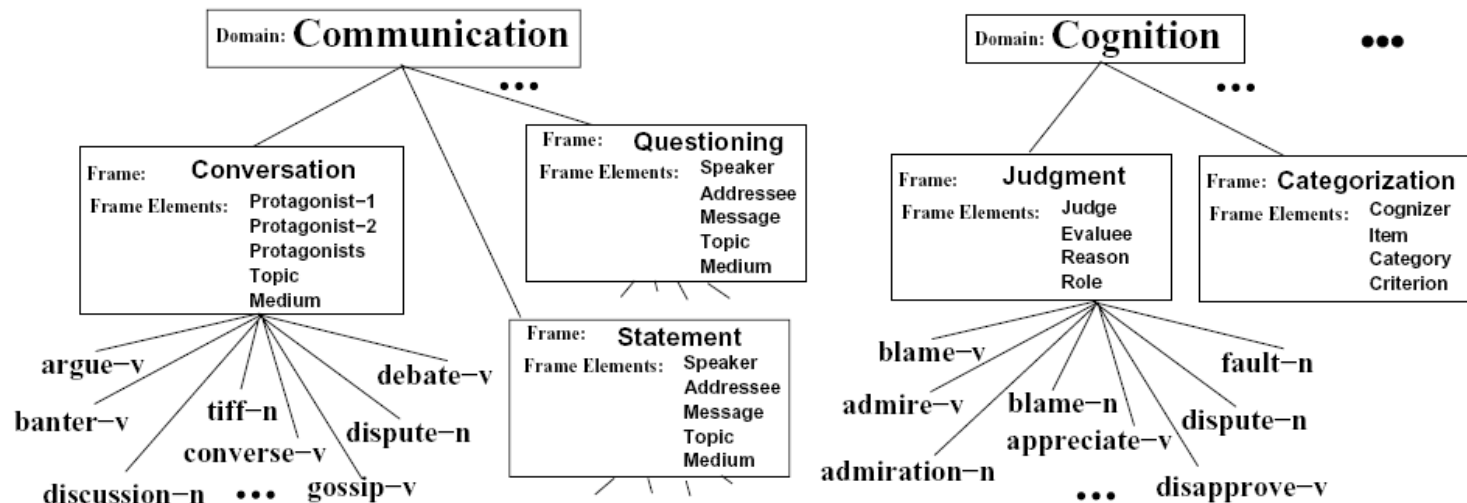 Domain: Communication
Domain: Cognition
Frame: Conversation
Frame Elements: Protagonist−1
Protagonist−2
Protagonists
Topic
Medium
Frame: Questioning
Frame Elements: Speaker
Addressee
Message
Topic
Medium
Frame: Statement
Frame Elements: Speaker
Addressee
Message
Topic
Medium
argue−v
banter−v
discussion−n
tiff−n
converse−v
gossip−v
dispute−n
debate−v
Frame: Judgment
Frame Elements: Judge
Evaluee
Reason
Role
Frame: Categorization
Frame Elements: Cognizer
Item
Category
Criterion
blame−v
admire−v
admiration−n
blame−n
appreciate−v
disapprove−v
dispute−n
fault−n